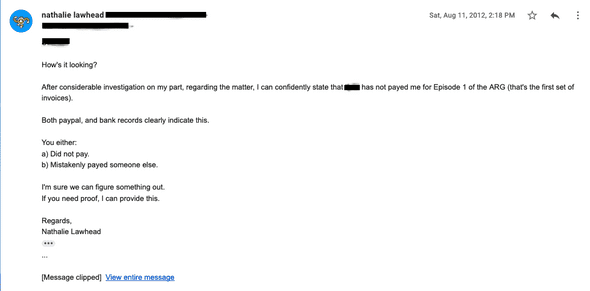 nathalie lawhead
Sat, Aug 11, 2012, 2:18 PM
How's it looking?
After considerable investigation on my part, regarding the matter, I can confidently state that has not payed me for Episode 1 of the ARG (that's the first set of
invoices).
Both paypal, and bank records clearly indicate this.
You either:
a) Did not pay.
b) Mistakenly payed someone else.
I'm sure we can figure something out.
If you need proof, I can provide this.
Regards,
Nathalie Lawhead
...
[Message clipped] View entire message